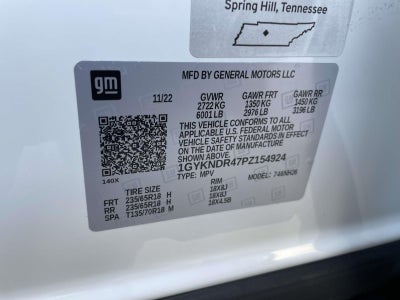 Spring Hill, Tennessee
gm
MFD BY GENERAL MOTORS LLC
11/22 GVWR GAWR FRT GAWR RR
2722 KG 1350 KG 1450 KG
6001 LB 2976 LB 3196 LB
THIS VEHICLE CONFORMS TO ALL
APPLICABLE U.S. FEDERAL MOTOR
VEHICLE SAFETY STANDARDS IN
EFFECT ON THE DATE OF MANUFACTURE
SHOWN ABOVE.
1GYKNDR47PZ154924
140X TYPE: MPV MODEL:
TIRE SIZE RIM
FRT 235/65R18 H 18X8J
RR 235/65R18 H 18X8J
SPA T135/70R18 M 18X4.5B